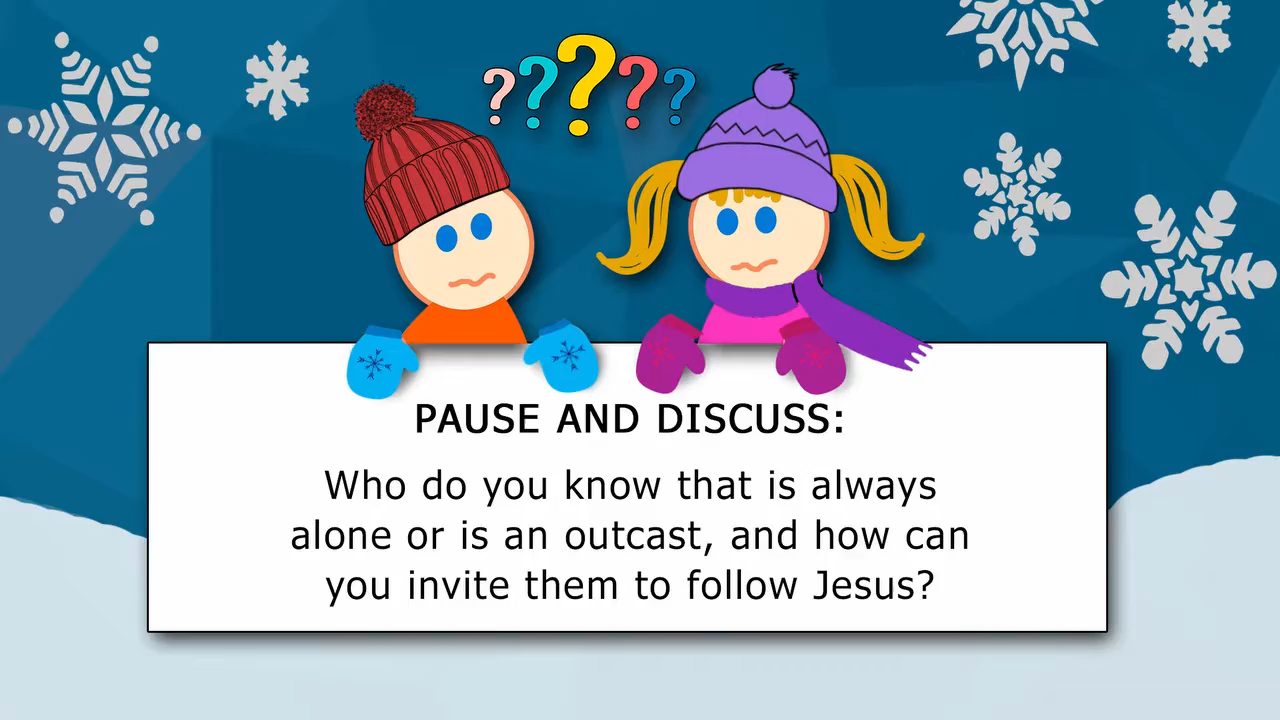 ? ? ? ? ?
PAUSE AND DISCUSS:
Who do you know that is always
alone or is an outcast, and how can
you invite them to follow Jesus?